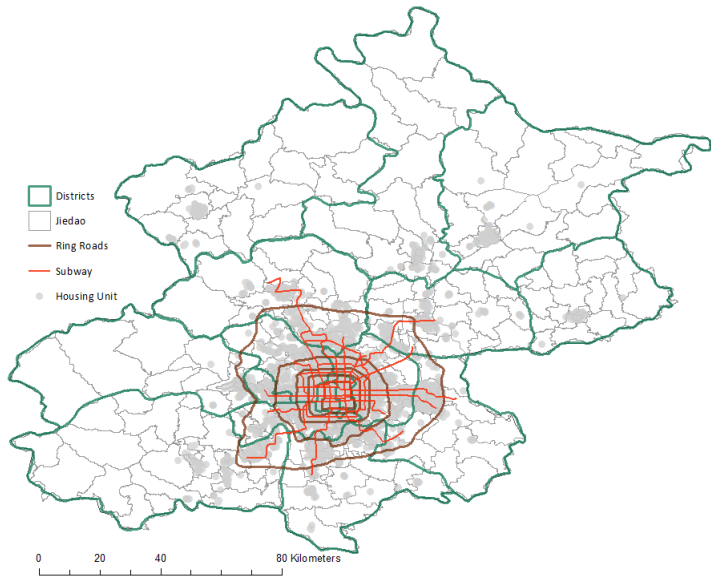 Districts
Jiedao
Ring Roads
Subway
Housing Unit
0 20 40 80 Kilometers